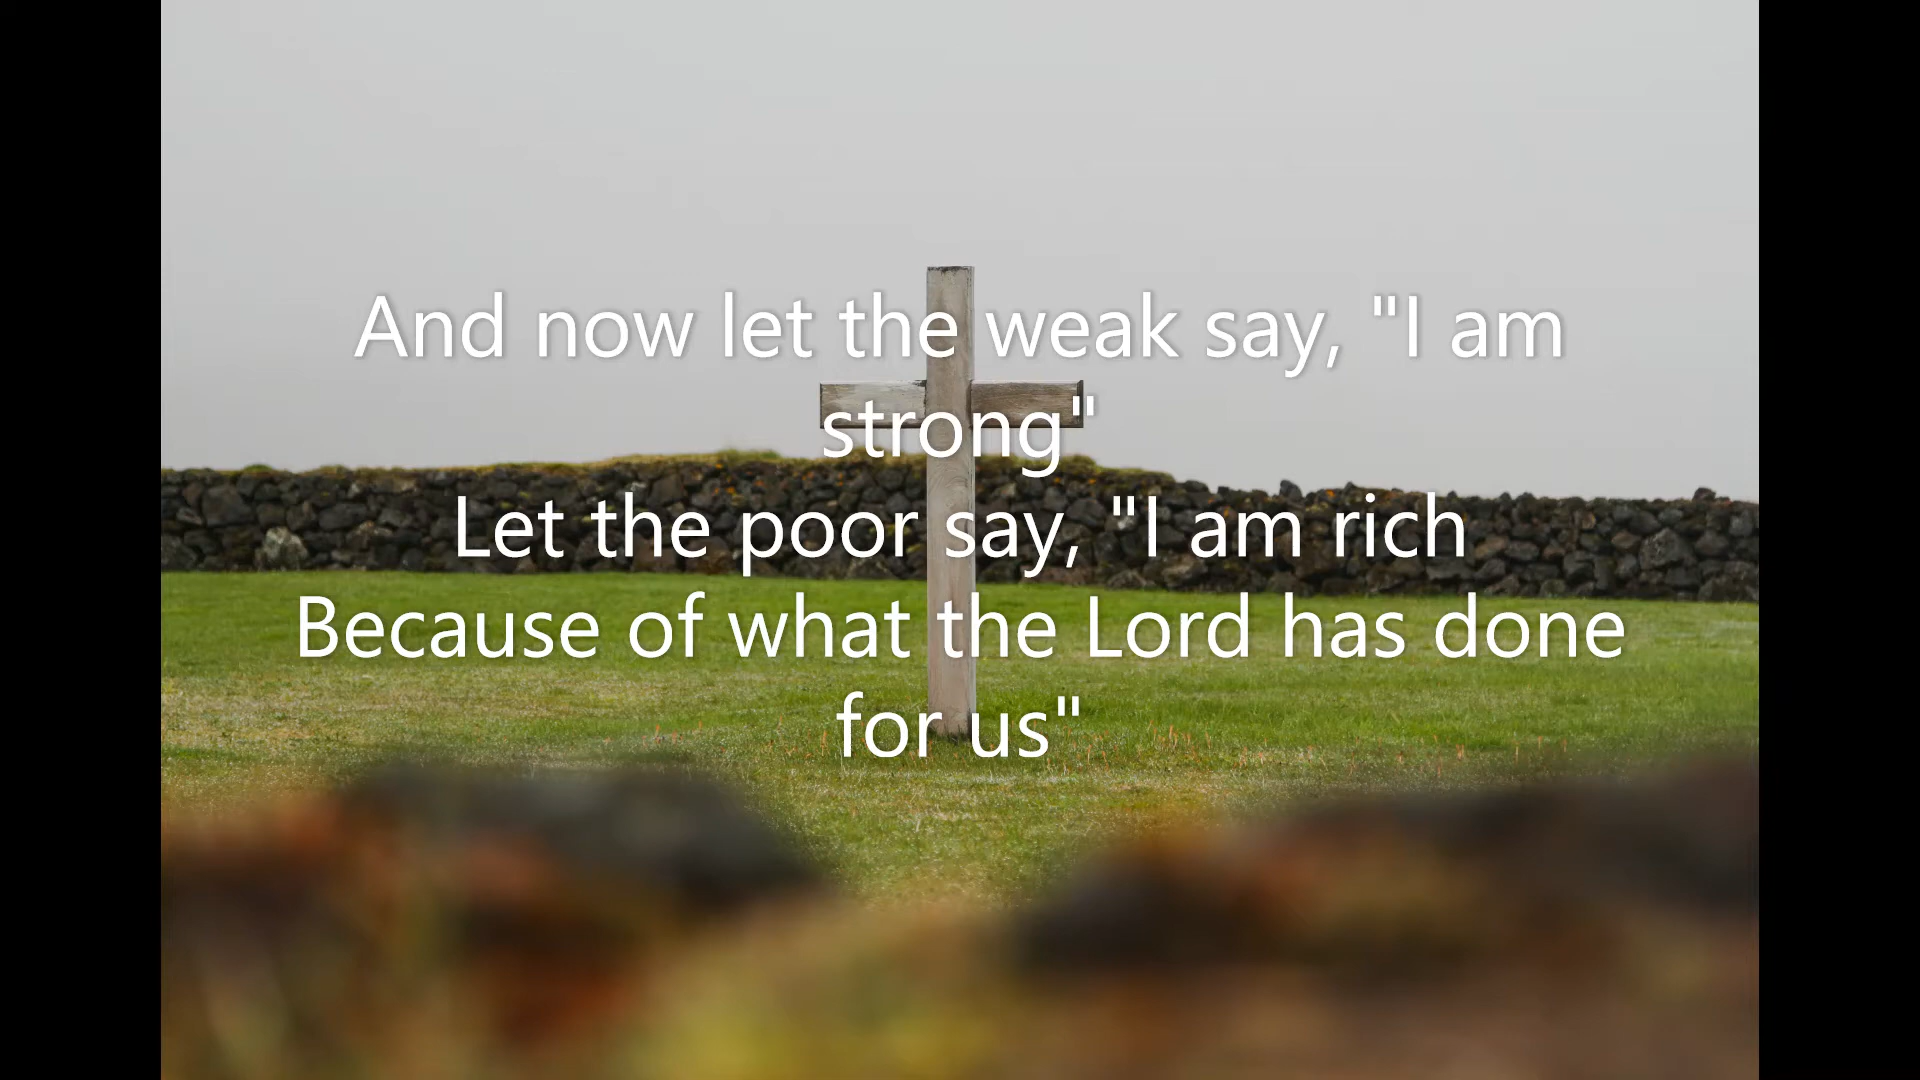 And now let the weak say, "I am
strong"
Let the poor say, "I am rich
Because of what the Lord has done
for us"